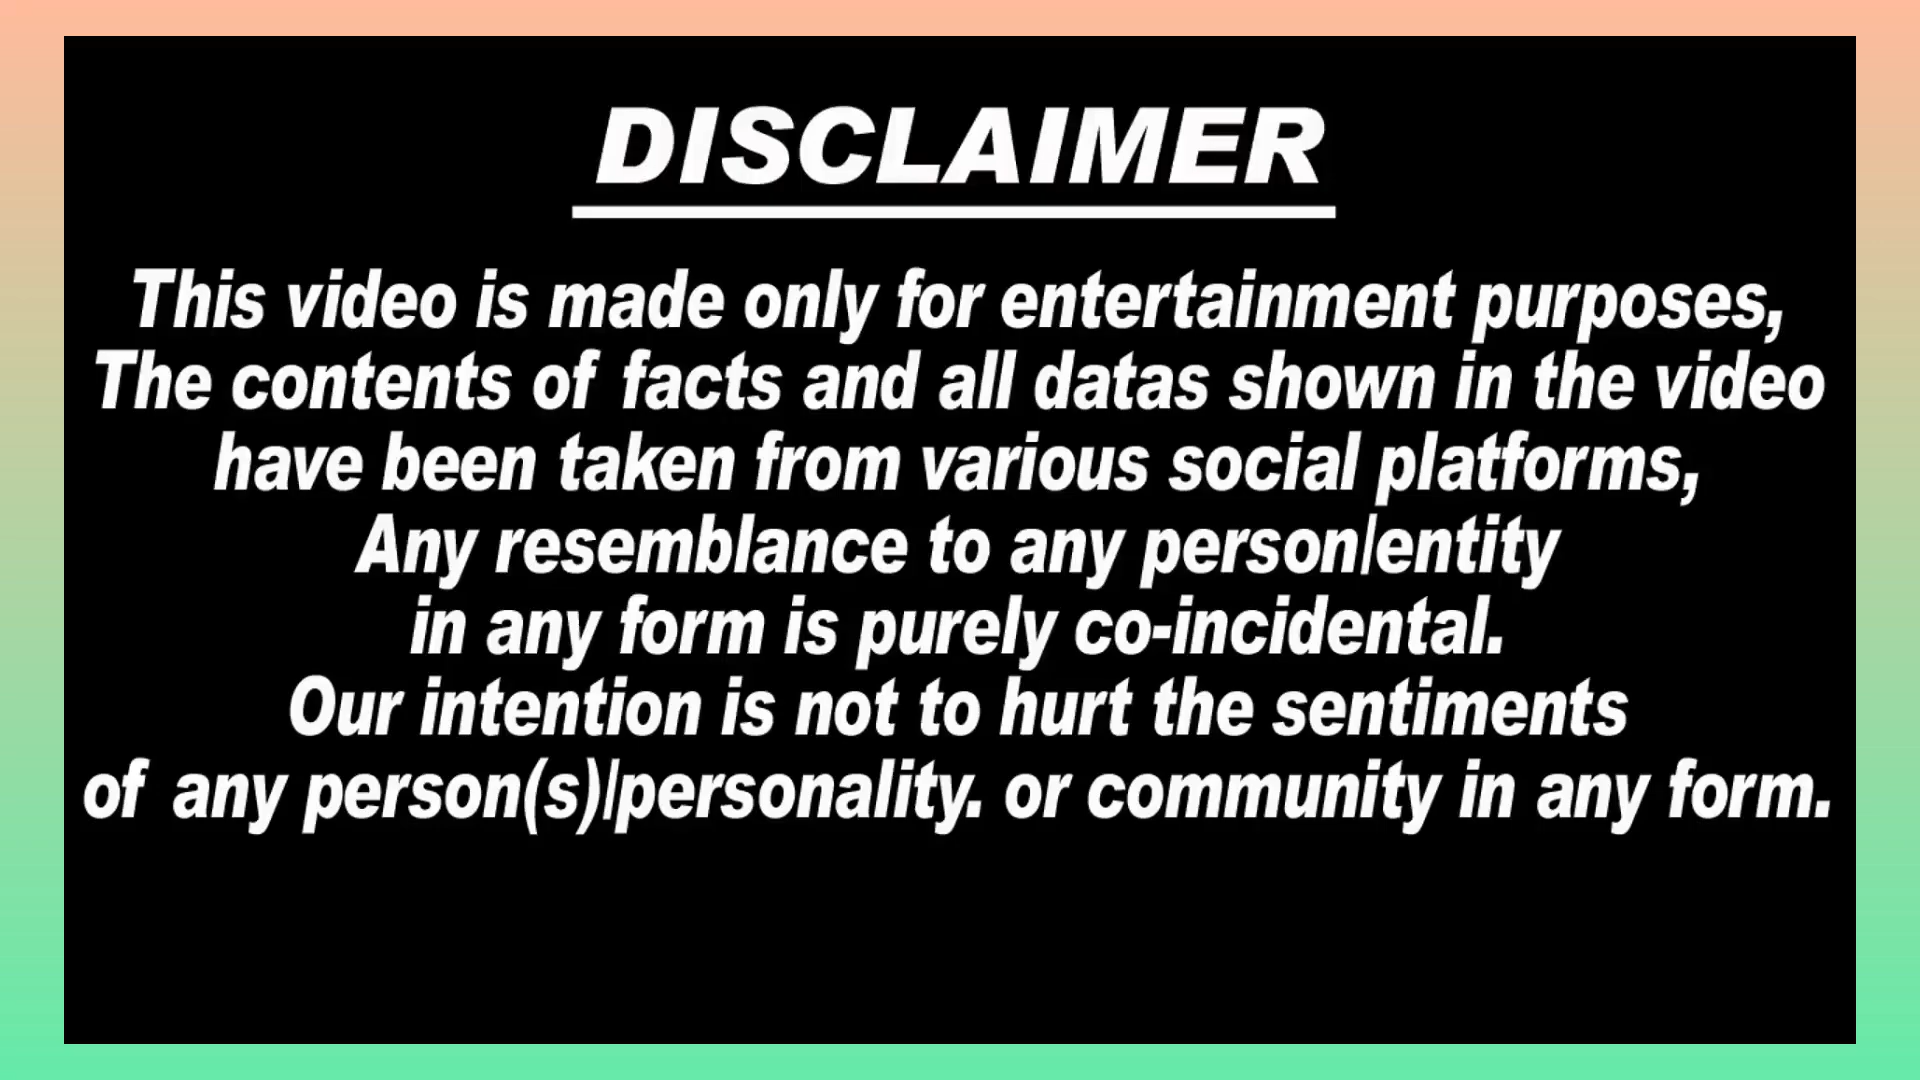 DISCLAIMER
This video is made only for entertainment purposes,
The contents of facts and all datas shown in the video
have been taken from various social platforms,
Any resemblance to any person/entity
in any form is purely co-incidental.
Our intention is not to hurt the sentiments
of any person(s)/personality. or community in any form.